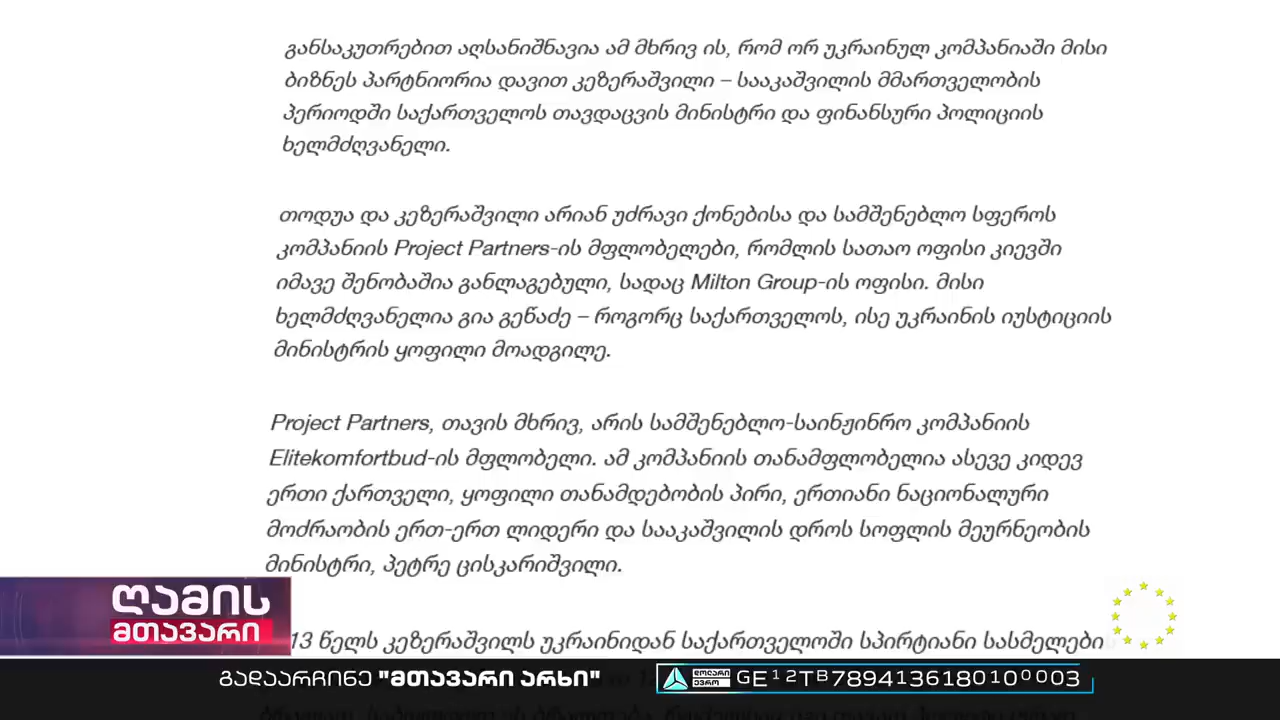 განსაკუთრებით აღსანიშნავია ამ მხრივ ის, რომ ორ უკრაინულ კომპანიაში მისი
ბიზნეს პარტნიორია დავით კეზერაშვილი – სააკაშვილის მმართველობის
პერიოდში საქართველოს თავდაცვის მინისტრი და ფინანსური პოლიციის
ხელმძღვანელი.
თოდუა და კეზერაშვილი არიან უძრავი ქონებისა და სამშენებლო სფეროს
კომპანიის Project Partners-ის მფლობელები, რომლის სათაო ოფისი კიევში
იმავე შენობაშია განლაგებული, სადაც Milton Group-ის ოფისი. მისი
ხელმძღვანელია გია გეწაძე – როგორც საქართველოს, ისე უკრაინის იუსტიციის
მინისტრის ყოფილი მოადგილე.
Project Partners, თავის მხრივ, არის სამშენებლო-საინჟინრო კომპანიის
Elitekomfortbud-ის მფლობელი. ამ კომპანიის თანამფლობელია ასევე კიდევ
ერთი ქართველი, ყოფილი თანამდებობის პირი, ერთიანი ნაციონალური
მოძრაობის ერთ-ერთ ლიდერი და სააკაშვილის დროს სოფლის მეურნეობის
მინისტრი, პეტრე ცისკარიშვილი.
13 წელს კეზერაშვილს უკრაინიდან საქართველოში სპირტიანი სასმელები
ღამის
მთავარი
გადაარჩინე "მთავარი არხი"
დოლარი
ევრო
GE12TB7894136180100003